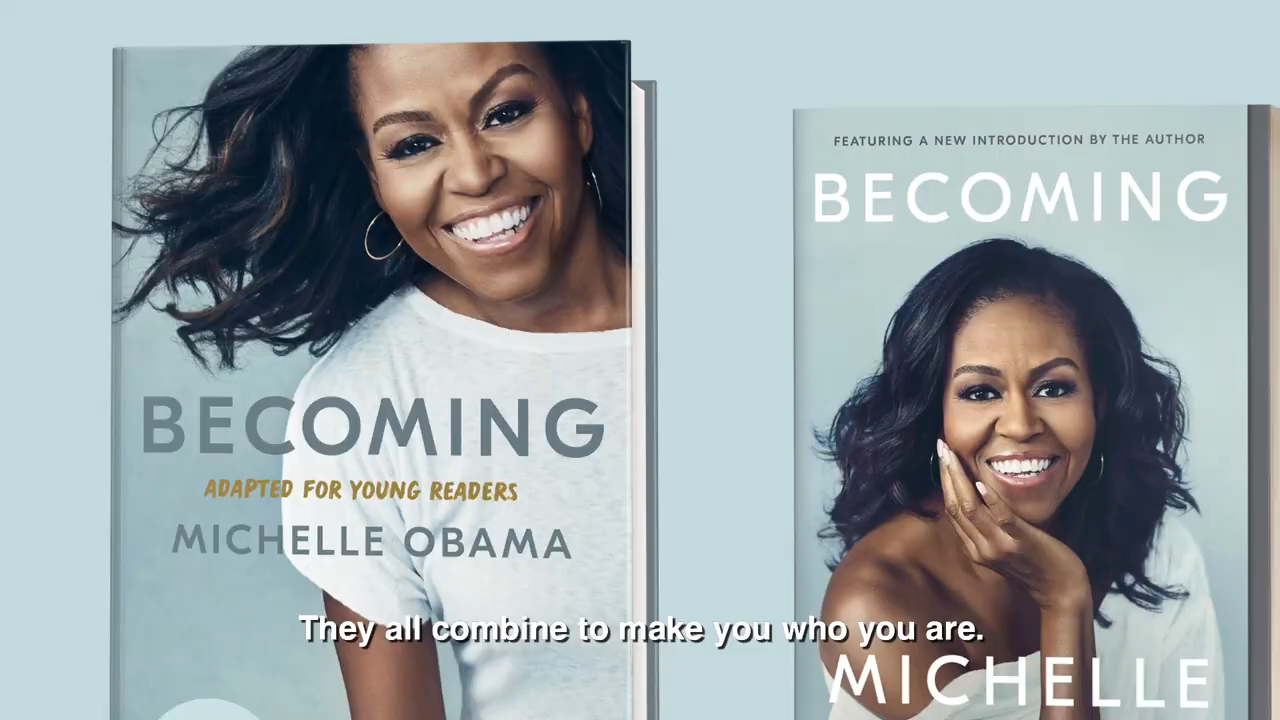 BECOMING
ADAPTED FOR YOUNG READERS
MICHELLE OBAMA
FEATURING A NEW INTRODUCTION BY THE AUTHOR
BECOMING
MICHELLE
They all combine to make you who you are.